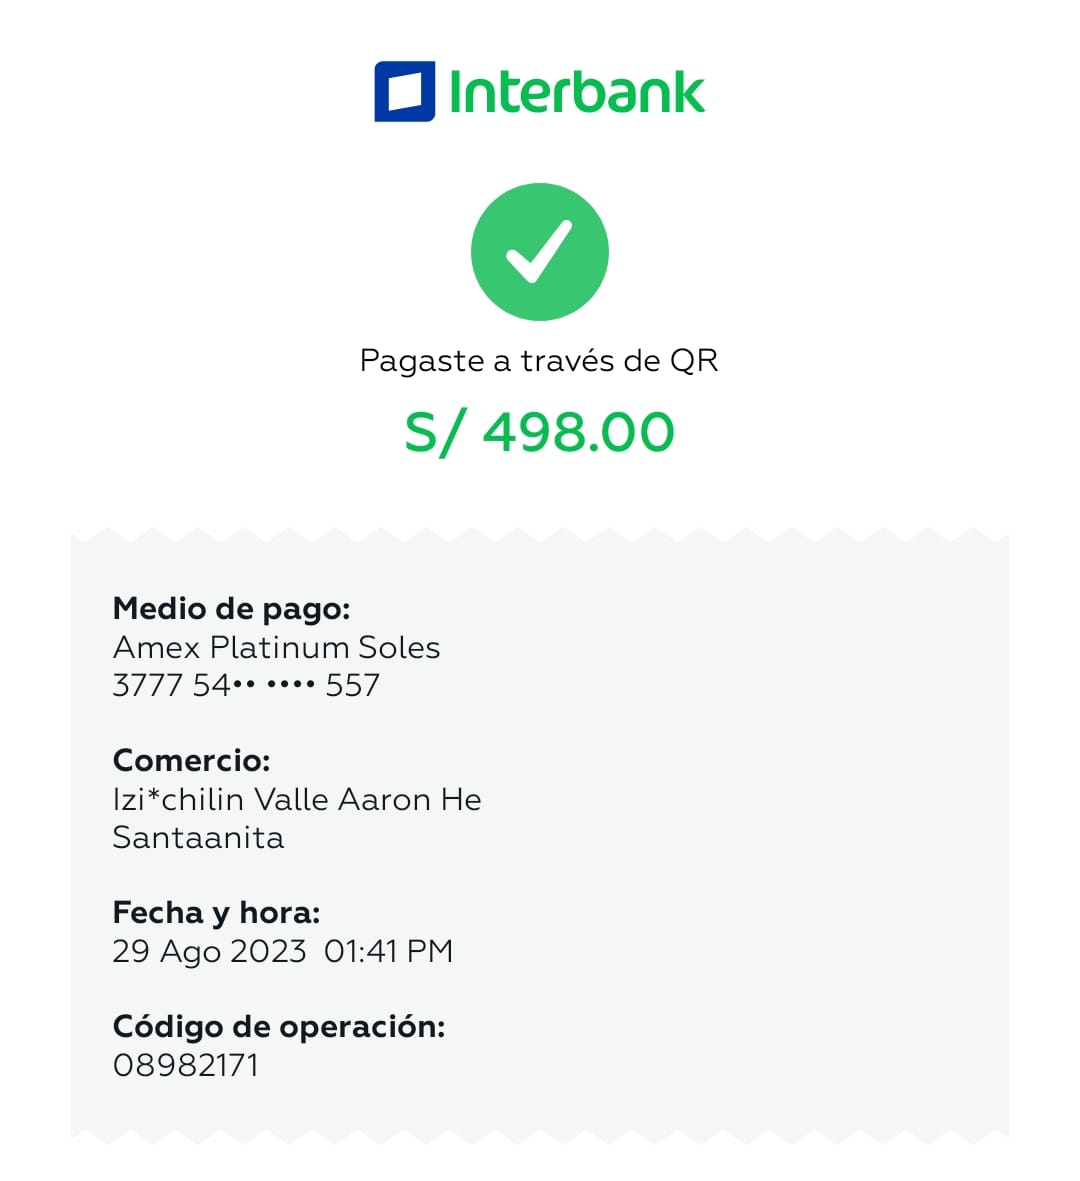 Interbank
Pagaste a través de QR
S/ 498.00
Medio de pago:
Amex Platinum Soles
3777 54•• •••• 557
Comercio:
Izi*chilin Valle Aaron He
Santaanita
Fecha y hora:
29 Ago 2023  01:41 PM
Código de operación:
08982171